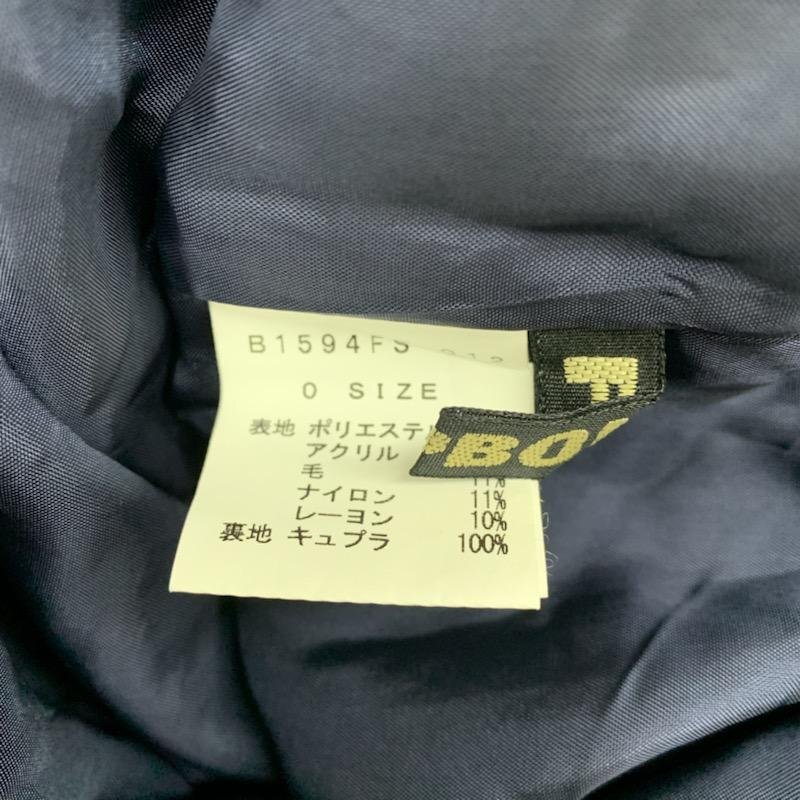 B1594FS
0 SIZE
表地 ポリエステル
アクリル
毛 11%
ナイロン 11%
レーヨン 10%
裏地 キュプラ 100%